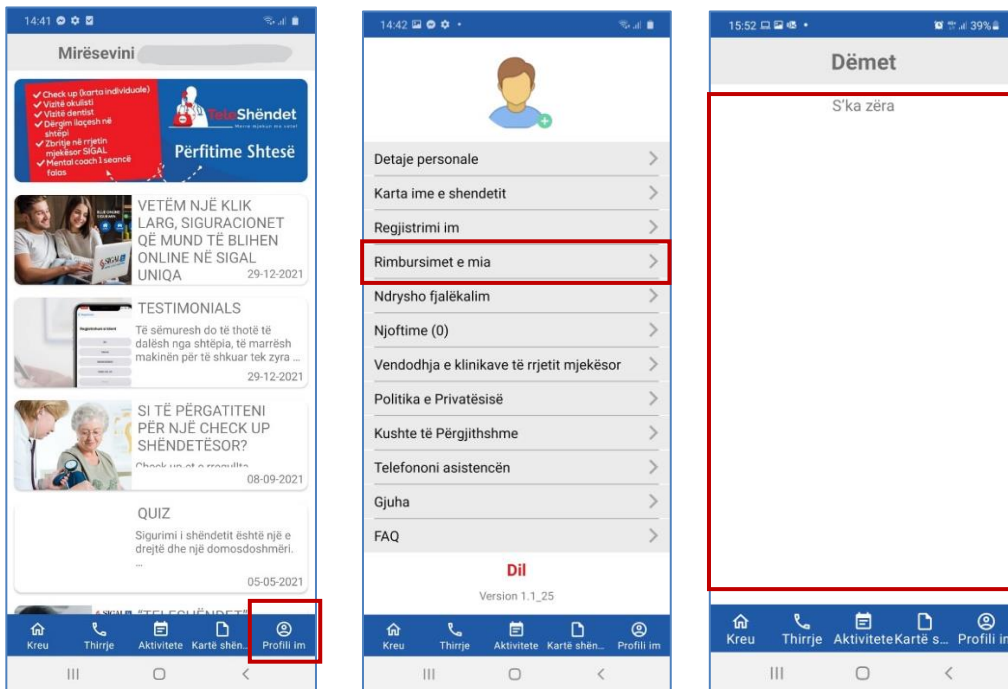 14:41
Mirësevini
Check up (karta individuale)
Vizitë okulisti
Vizitë dentist
Dërgim ilaçesh në
shtëpi
Zbritje në rrjetin
mjekësor SIGAL
Mental coach 1 seancë
falas
TeleShëndet
Përfitime Shtesë
VETËM NJË KLIK
LARG, SIGURACIONET
QË MUND TË BLIHEN
ONLINE NË SIGAL
UNIQA
29-12-2021
TESTIMONIALS
Të sëmuresh do të thotë të
dalësh nga shtëpia, të marrësh
makinën për të shkuar tek zyra ...
29-12-2021
SI TË PËRGATITENI
PËR NJË CHECK UP
SHËNDETËSOR?
08-09-2021
QUIZ
Sigurimi i shëndetit është një e
drejtë dhe një domosdoshmëri.
...
05-05-2021
Kreu
Thirrje
Aktivitete
Kartë shën...
Profili im
14:42
Detaje personale
Karta ime e shendetit
Regjistrimi im
Rimbursimet e mia
Ndrysho fjalëkalim
Njoftime (0)
Vendodhja e klinikave të rrjetit mjekësor
Politika e Privatësisë
Kushte të Përgjithshme
Telefononi asistencën
Gjuha
FAQ
Dil
Version 1.1_25
Kreu
Thirrje
Aktivitete
Kartë shën...
Profili im
15:52
39%
Dëmet
S'ka zëra
Kreu
Thirrje
Aktivitete
Kartë s...
Profili im